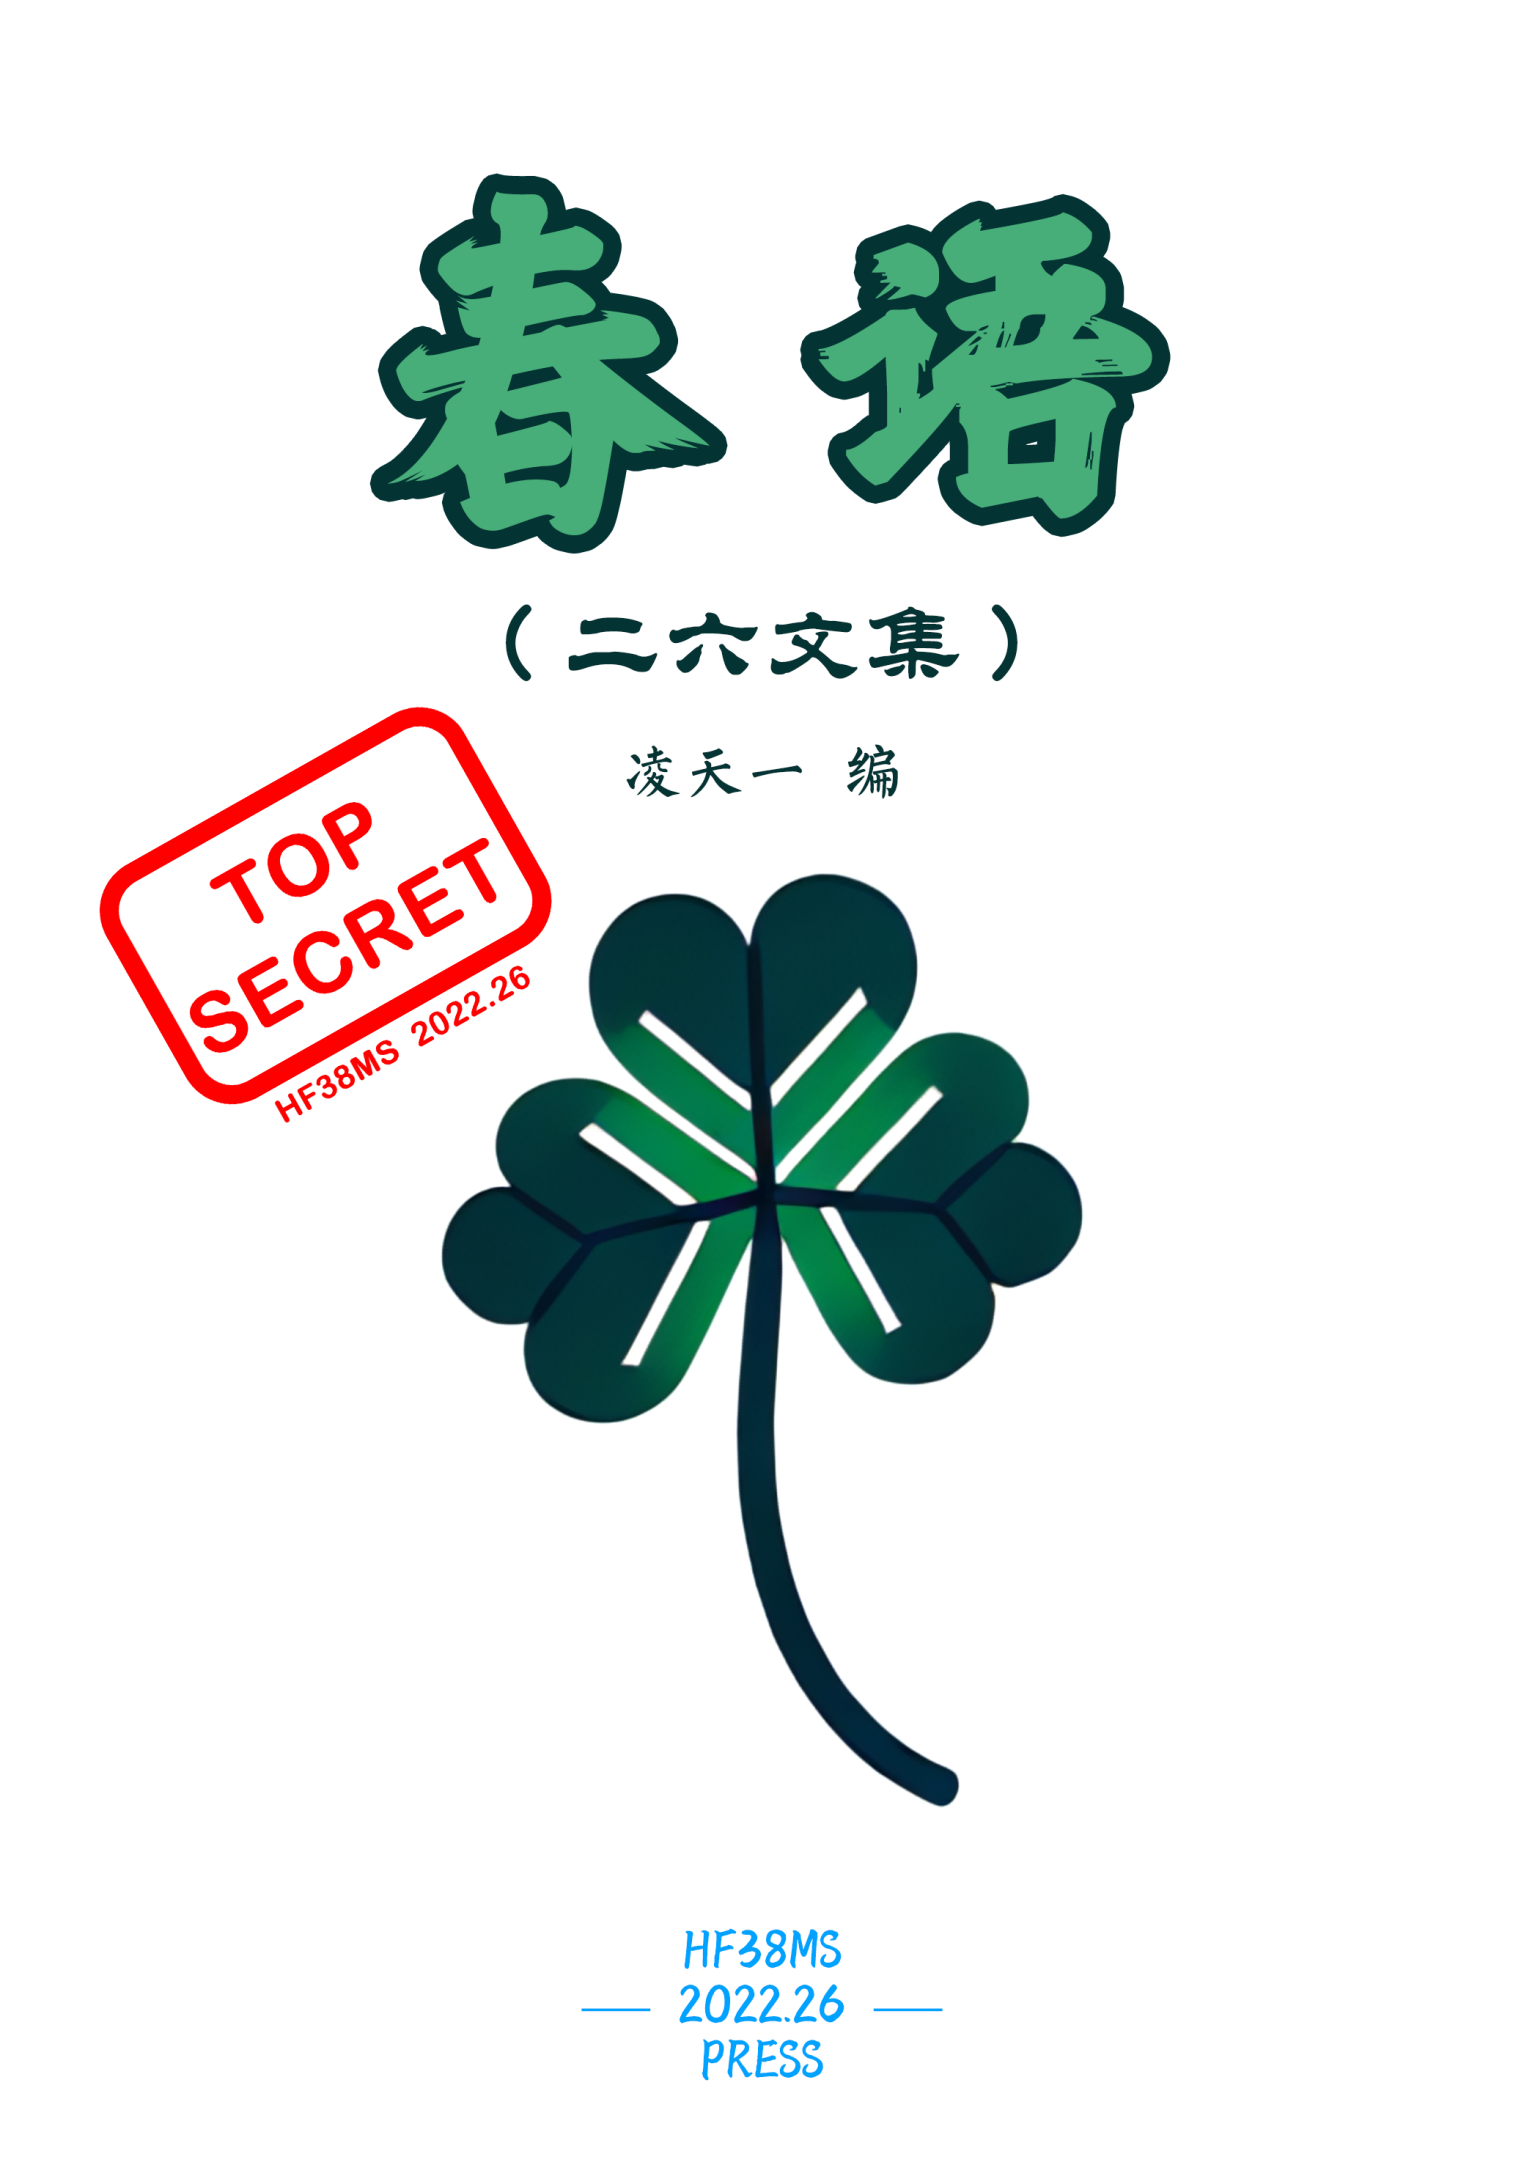 春语
（二六文集）
凌天一 编
TOP
SECRET
HF38MS 2022.26
HF38MS
2022.26
PRESS